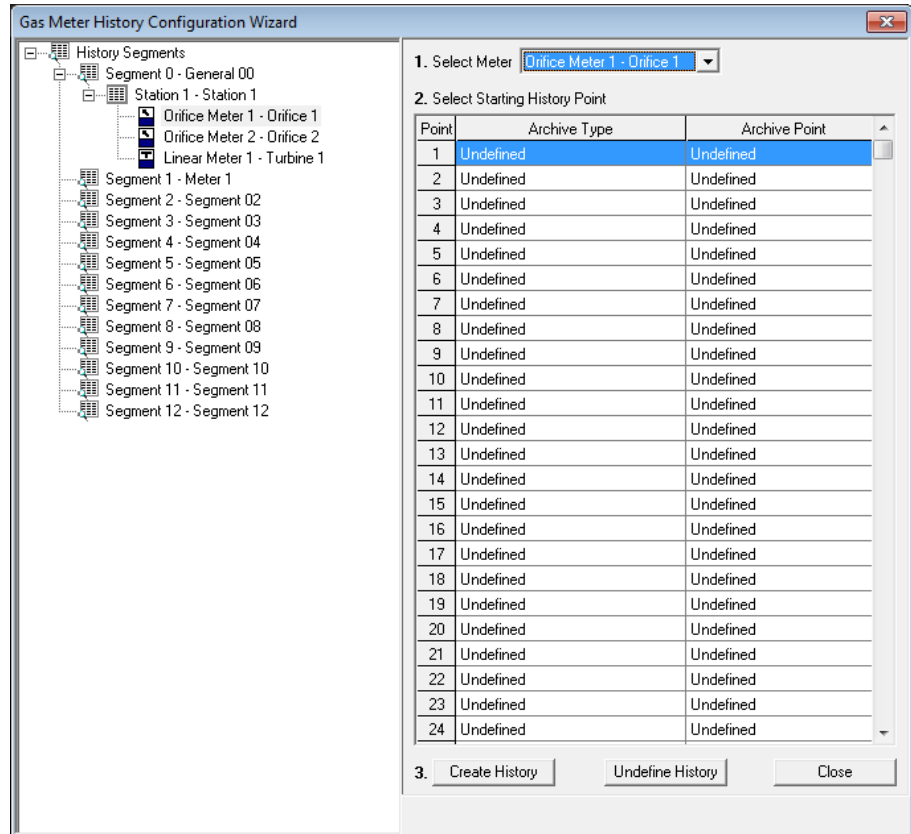 Gas Meter History Configuration Wizard
History Segments
Segment 0 - General 00
Station 1 - Station 1
Orifice Meter 1 - Orifice 1
Orifice Meter 2 - Orifice 2
Linear Meter 1 - Turbine 1
Segment 1 - Meter 1
Segment 2 - Segment 02
Segment 3 - Segment 03
Segment 4 - Segment 04
Segment 5 - Segment 05
Segment 6 - Segment 06
Segment 7 - Segment 07
Segment 8 - Segment 08
Segment 9 - Segment 09
Segment 10 - Segment 10
Segment 11 - Segment 11
Segment 12 - Segment 12
1. Select Meter Orifice Meter 1 - Orifice 1
2. Select Starting History Point
Point Archive Type Archive Point
1 Undefined Undefined
2 Undefined Undefined
3 Undefined Undefined
4 Undefined Undefined
5 Undefined Undefined
6 Undefined Undefined
7 Undefined Undefined
8 Undefined Undefined
9 Undefined Undefined
10 Undefined Undefined
11 Undefined Undefined
12 Undefined Undefined
13 Undefined Undefined
14 Undefined Undefined
15 Undefined Undefined
16 Undefined Undefined
17 Undefined Undefined
18 Undefined Undefined
19 Undefined Undefined
20 Undefined Undefined
21 Undefined Undefined
22 Undefined Undefined
23 Undefined Undefined
24 Undefined Undefined
3. Create History Undefine History Close